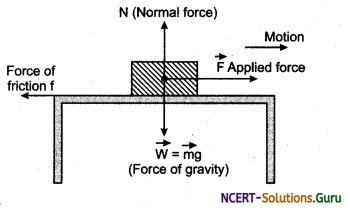 N (Normal force)
Motion
F Applied force
Force of
friction f
W = mg
(Force of gravity)
NCERT-Solutions.Guru